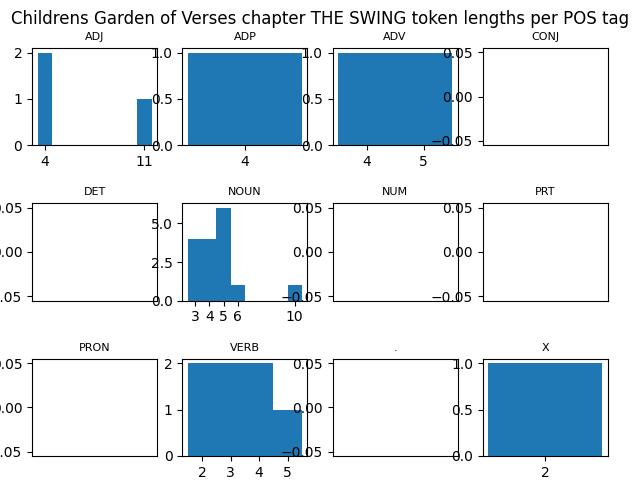 Childrens Garden of Verses chapter THE SWING token lengths per POS tag
ADJ ADP ADV CONJ
2 1.0 1.0 0.05
1 0.5 0.5 0.00
0 0.0 0.0 −0.05
4 11 4 4 5
DET NOUN NUM PRT
0.05 5.0 0.05 0.05
0.00 2.5 0.00 0.00
0.05 0.0 −0.05 −0.05
3 4 5 6 10
PRON VERB . X
0.05 2 0.05 1.0
0.00 1 0.00 0.5
0.05 0 −0.05 0.0
2 3 4 5 2